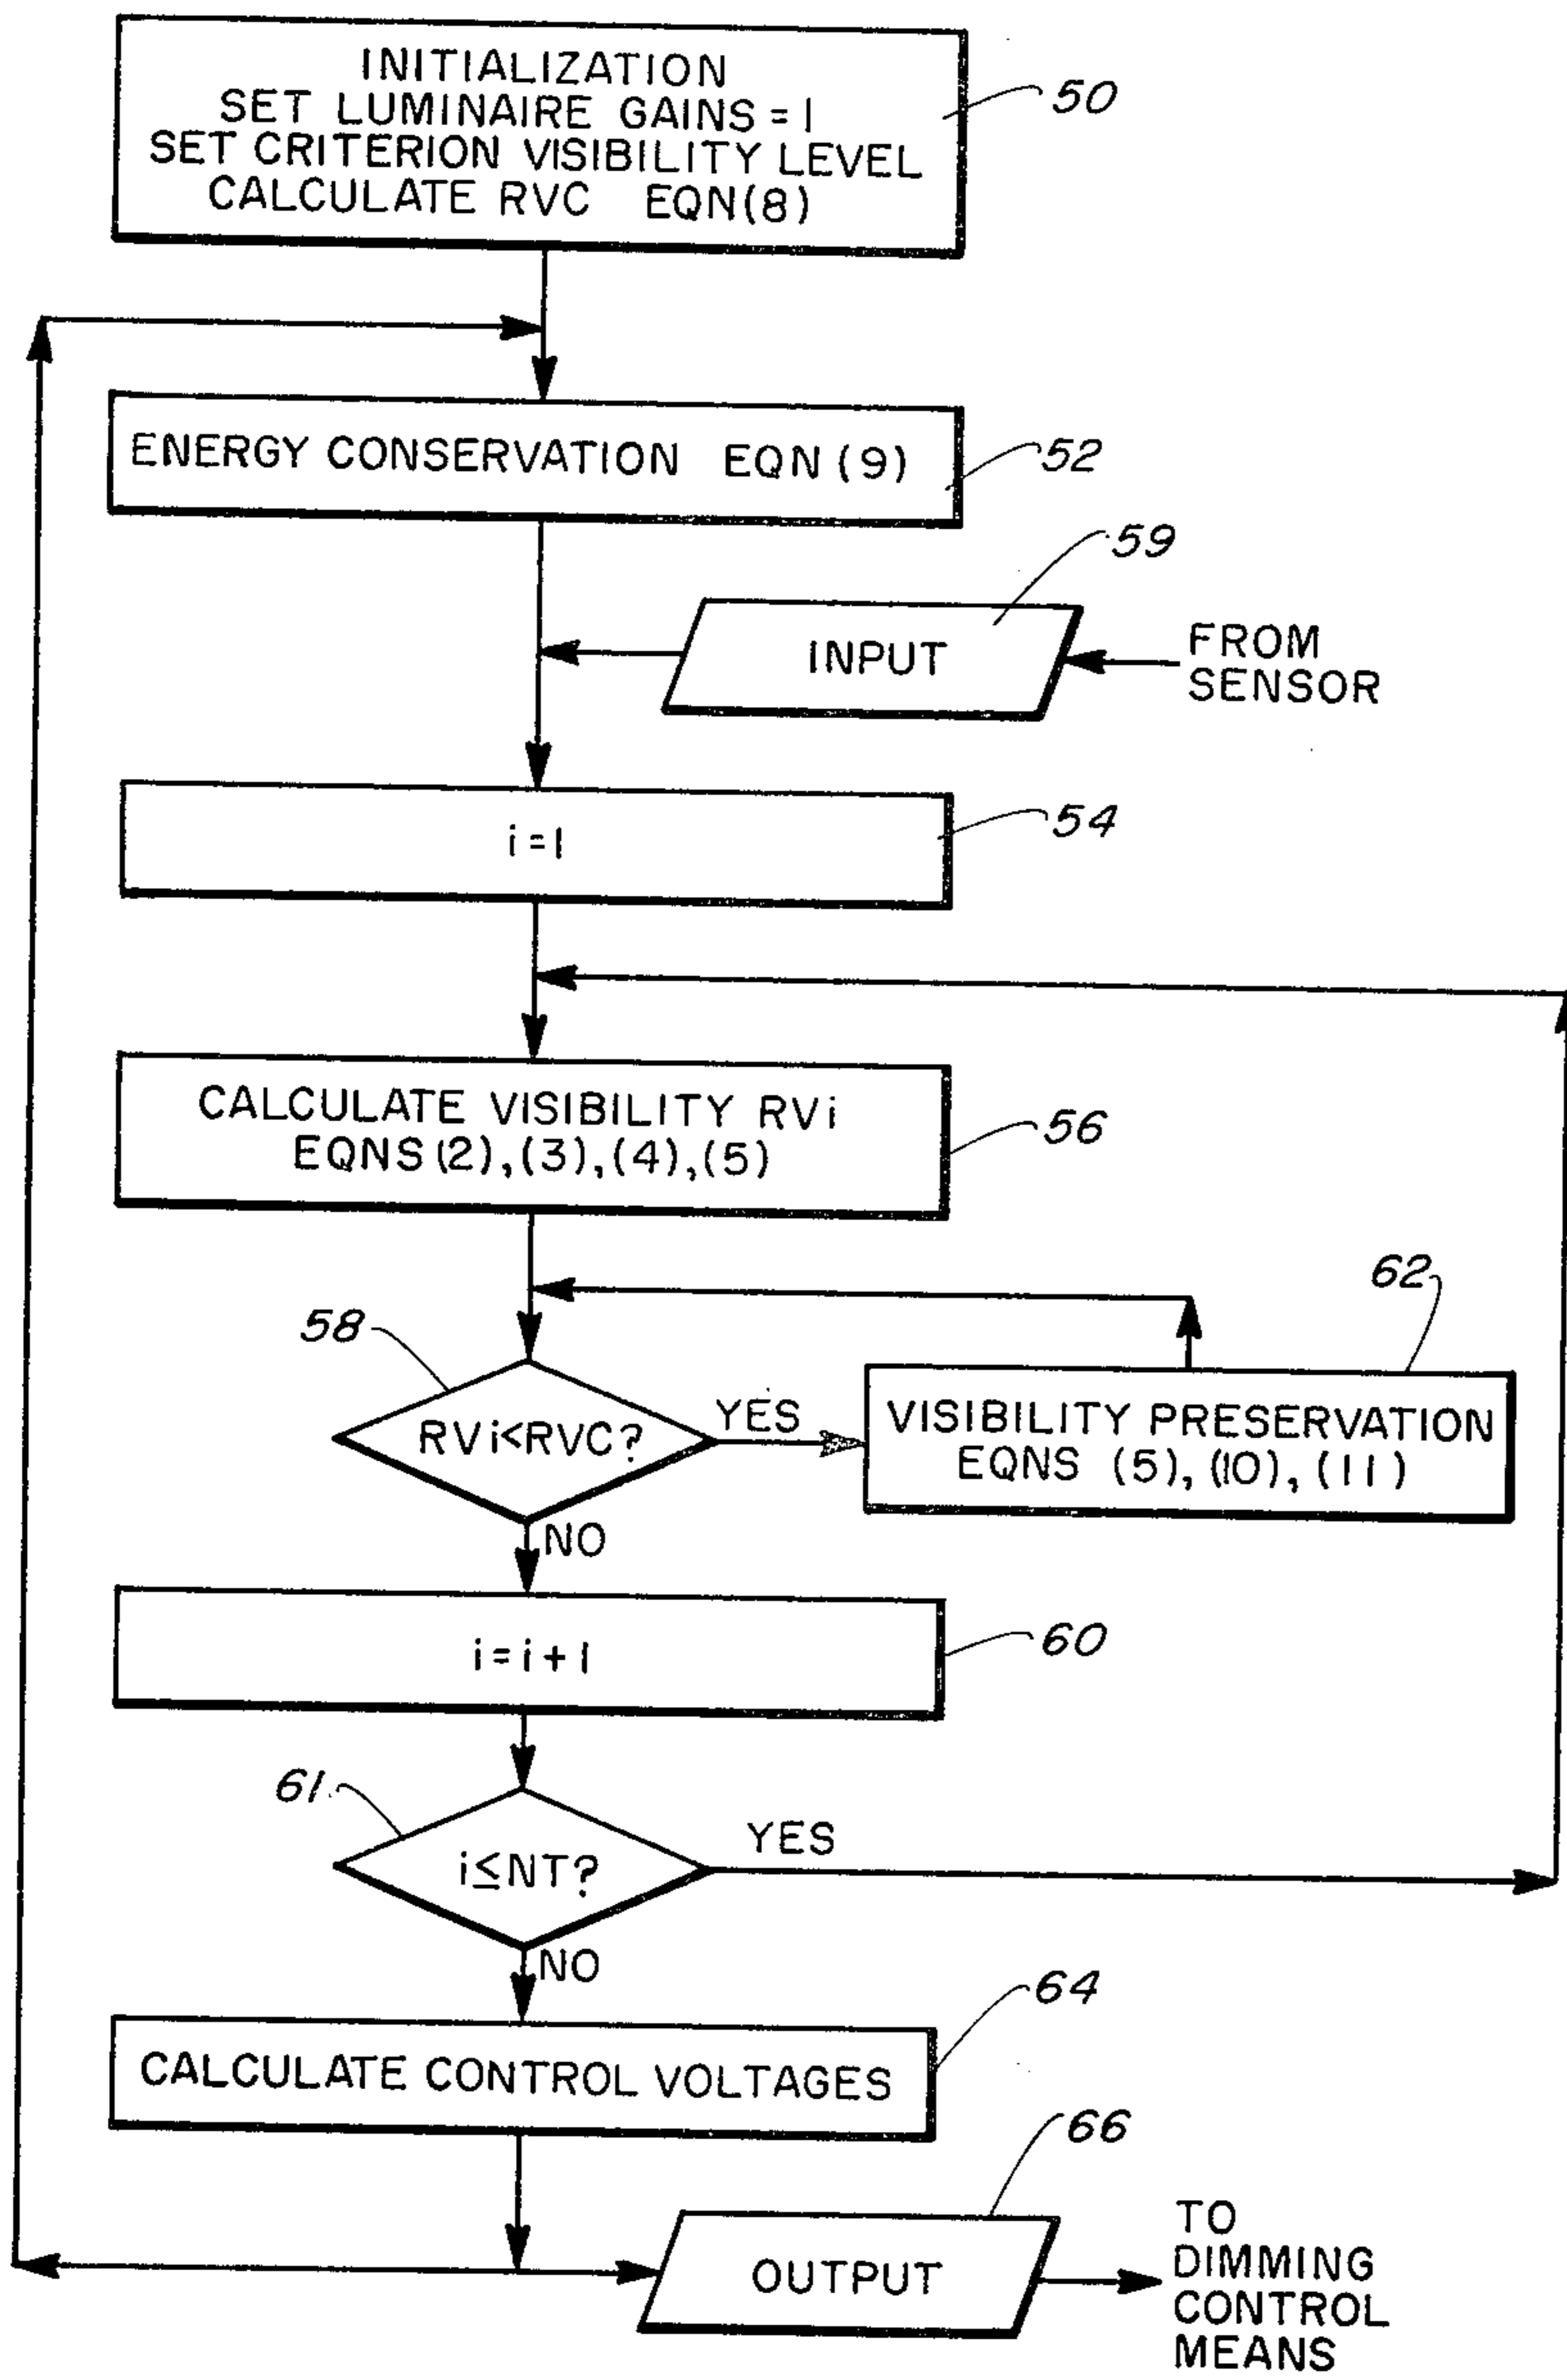 INITIALIZATION
SET LUMINAIRE GAINS = 1
SET CRITERION VISIBILITY LEVEL
CALCULATE RVC EQN(8)
50
ENERGY CONSERVATION EQN (9)
52
59
INPUT
FROM
SENSOR
i=1
54
CALCULATE VISIBILITY RVi
EQNS(2),(3),(4),(5)
56
62
58
RVi<RVC?
YES
VISIBILITY PRESERVATION
EQNS (5), (10), (11)
NO
i=i+1
60
61
i≤NT?
YES
NO
64
CALCULATE CONTROL VOLTAGES
66
OUTPUT
TO
DIMMING
CONTROL
MEANS